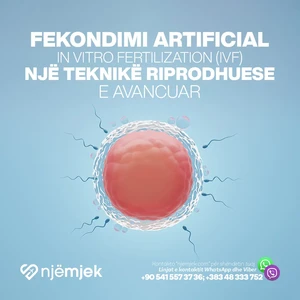 FEKONDIMI ARTIFICIAL
IN VITRO FERTILIZATION (IVF)
NJË TEKNIKË RIPRODHUESE
E AVANCUAR
njëmjek
Linjat e kontaktit WhatsApp dhe Viber
+90 541 557 37 36; +383 48 333 752